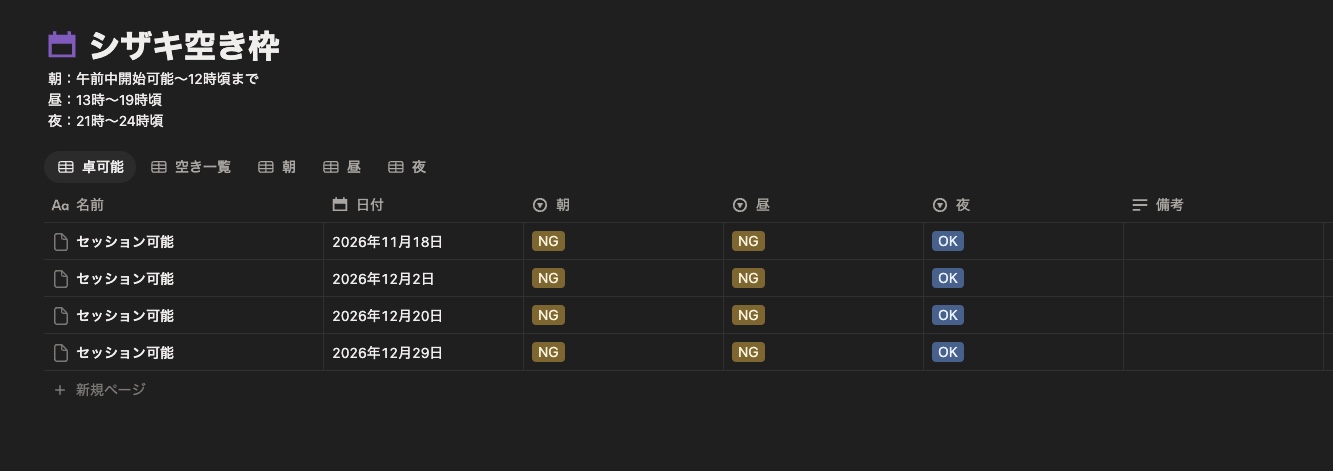 シザキ空き枠
朝：午前中開始可能〜12時頃まで
昼：13時〜19時頃
夜：21時〜24時頃
卓可能 空き一覧 朝 昼 夜
Aa 名前 日付 朝 昼 夜 備考
セッション可能 2026年11月18日 NG NG OK
セッション可能 2026年12月2日 NG NG OK
セッション可能 2026年12月20日 NG NG OK
セッション可能 2026年12月29日 NG NG OK
+ 新規ページ